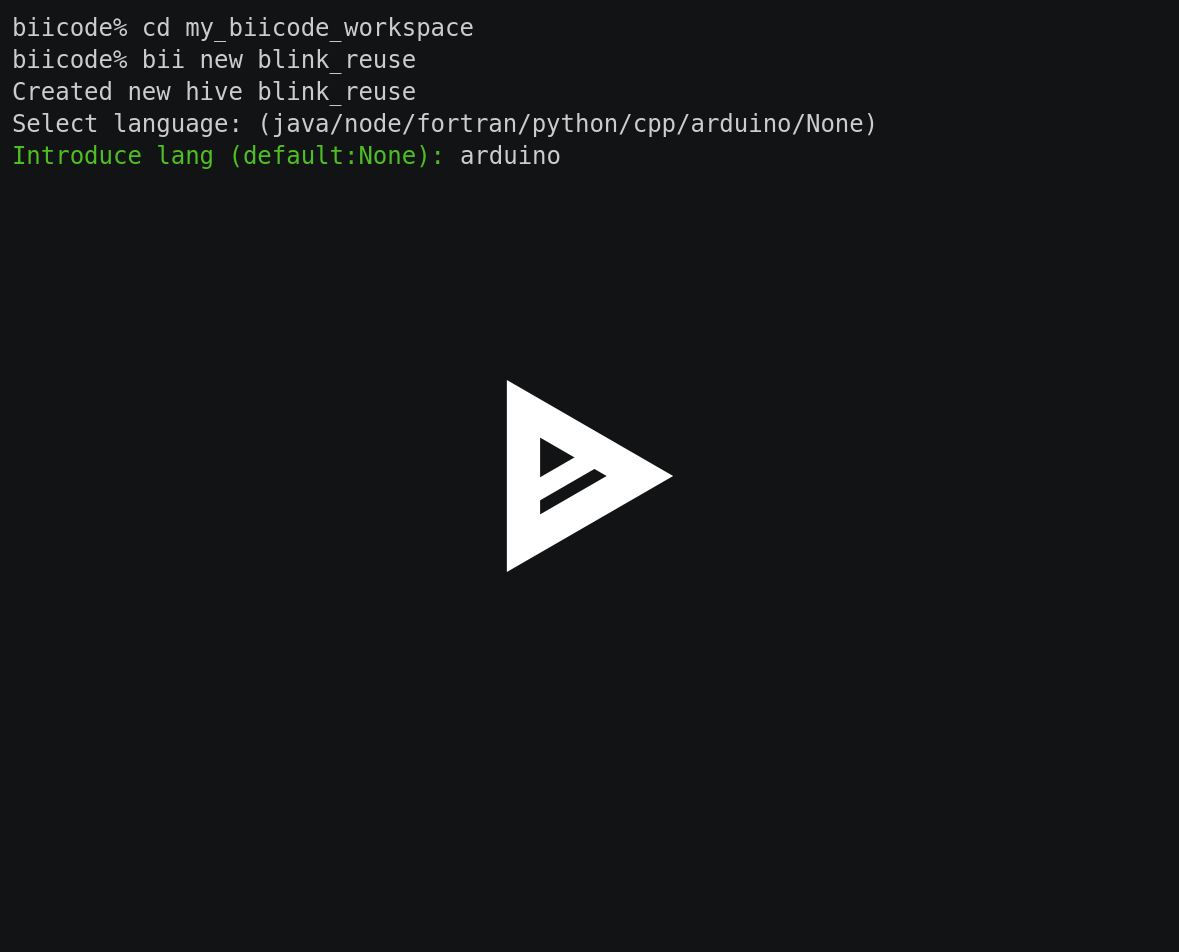 biicode% cd my_biicode_workspace
biicode% bii new blink_reuse
Created new hive blink_reuse
Select language: (java/node/fortran/python/cpp/arduino/None)
Introduce lang (default:None): arduino